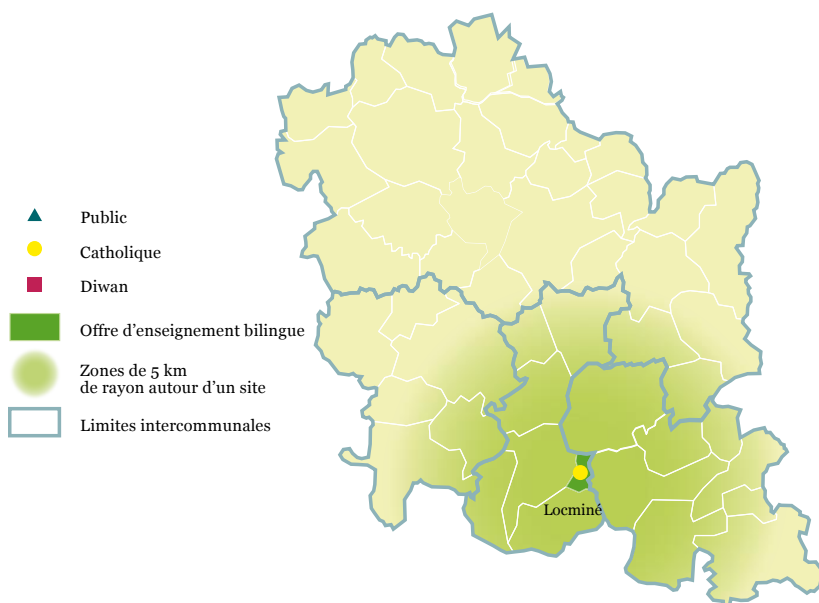 Public
Catholique
Diwan
Offre d'enseignement bilingue
Zones de 5 km
de rayon autour d'un site
Limites intercommunales
Locminé